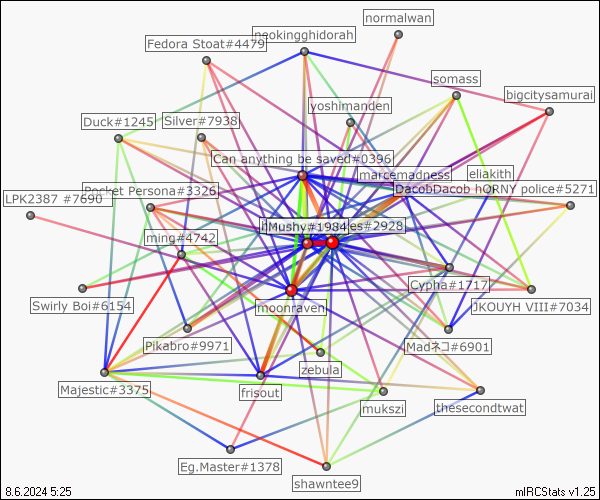 normalwan
neokingghidorah
Fedora Stoat#4479
somass
bigcitysamurai
yoshimanden
Duck#1245
Silver#7938
Can anything be saved#0396
marcemadness
eliakith
DacobDacob
hORNY police#5271
LPK2387 #7690
Pocket Persona#3326
Mushy#1984
es#2928
ming#4742
Cypha#1717
Swirly Boi#6154
moonraven
JKOUYH VIII#7034
Pikabro#9971
Madネコ#6901
zebula
Majestic#3375
frisout
mukszi
thesecondtwat
Eg.Master#1378
shawntee9
8.6.2024 5:25
mIRCStats v1.25